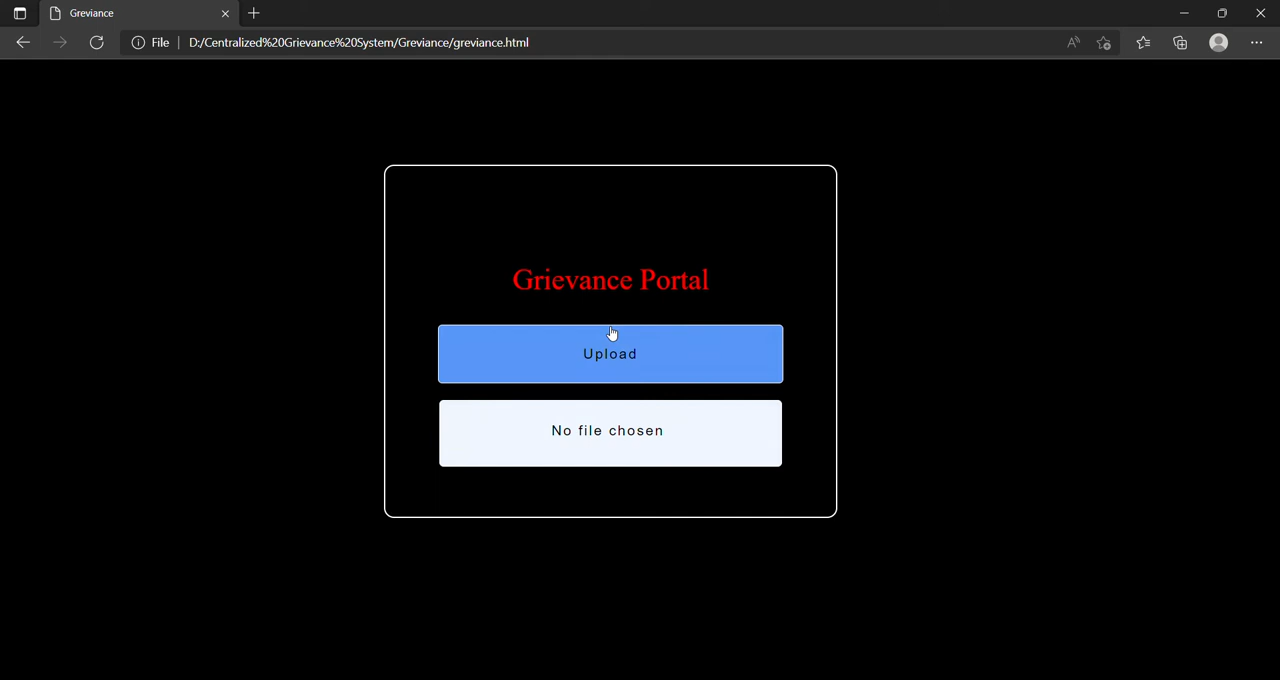 Greviance
File
D:/Centralized%20Grievance%20System/Greviance/greviance.html
Grievance Portal
Upload
No file chosen